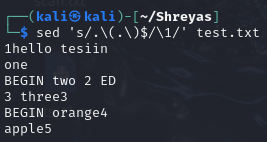 ┌──(kali㉿kali)-[~/Shreyas]
└─$ sed 's/.\(.\)$/\1/' test.txt
1hello tesiin
one
BEGIN two 2 ED
3 three3
BEGIN orange4
apple5